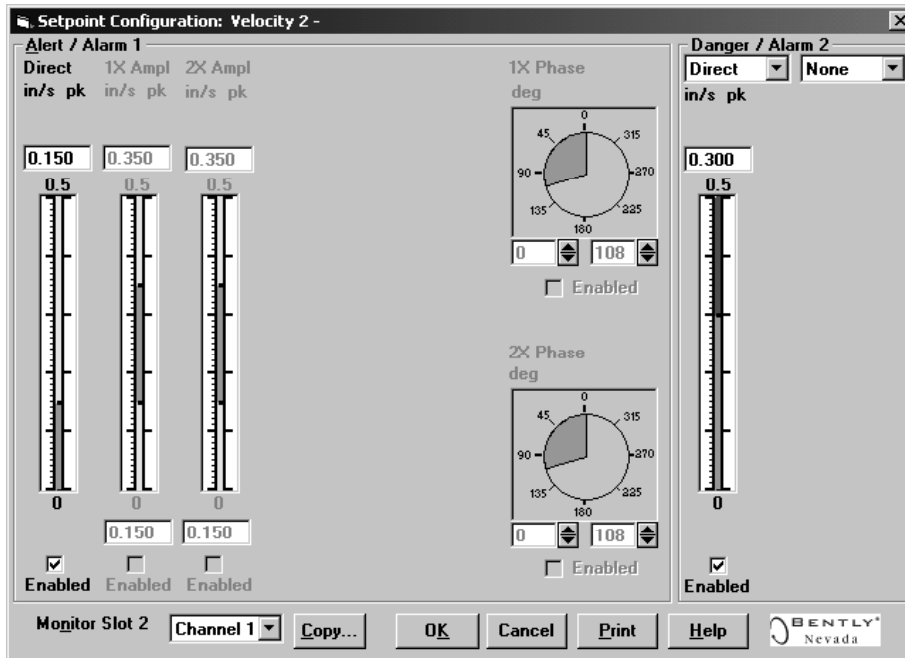 Setpoint Configuration: Velocity 2 -
Alert / Alarm 1
Direct 1X Ampl 2X Ampl
in/s pk in/s pk in/s pk
0.150 0.350 0.350
0.5 0.5 0.5
0 0 0
0.150 0.150
Enabled Enabled Enabled
1X Phase
deg
0
45 315
90 270
135 225
180
0 108
Enabled
2X Phase
deg
0
45 315
90 270
135 225
180
0 108
Enabled
Danger / Alarm 2
Direct None
in/s pk
0.300
0.5
0
Enabled
Monitor Slot 2 Channel 1 Copy... OK Cancel Print Help
BENTLY
Nevada